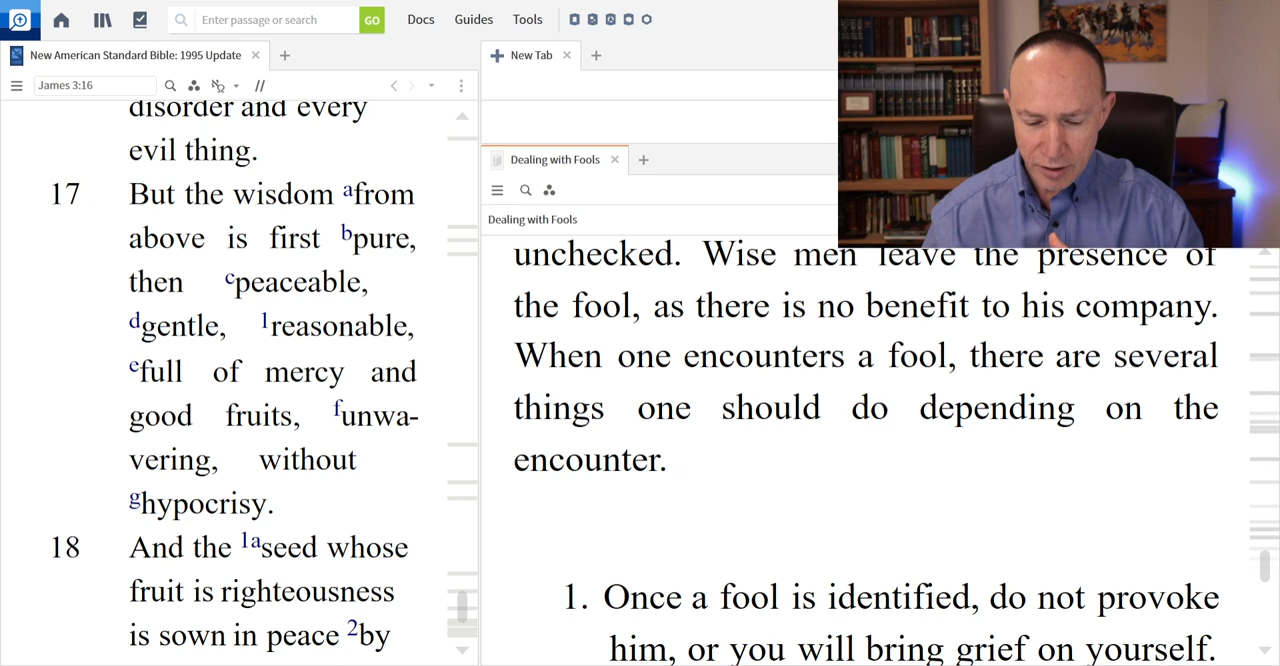 Enter passage or search
GO
Docs
Guides
Tools
New American Standard Bible: 1995 Update
James 3:16
disorder and every
evil thing.
17 But the wisdom afrom
above is first bpure,
then cpeaceable,
dgentle, 1reasonable,
efull of mercy and
good fruits, funwa-
vering, without
ghypocrisy.
18 And the 1aseed whose
fruit is righteousness
is sown in peace 2by
New Tab
Dealing with Fools
Dealing with Fools
unchecked. Wise men leave the presence of
the fool, as there is no benefit to his company.
When one encounters a fool, there are several
things one should do depending on the
encounter.
1. Once a fool is identified, do not provoke
him, or you will bring grief on yourself.